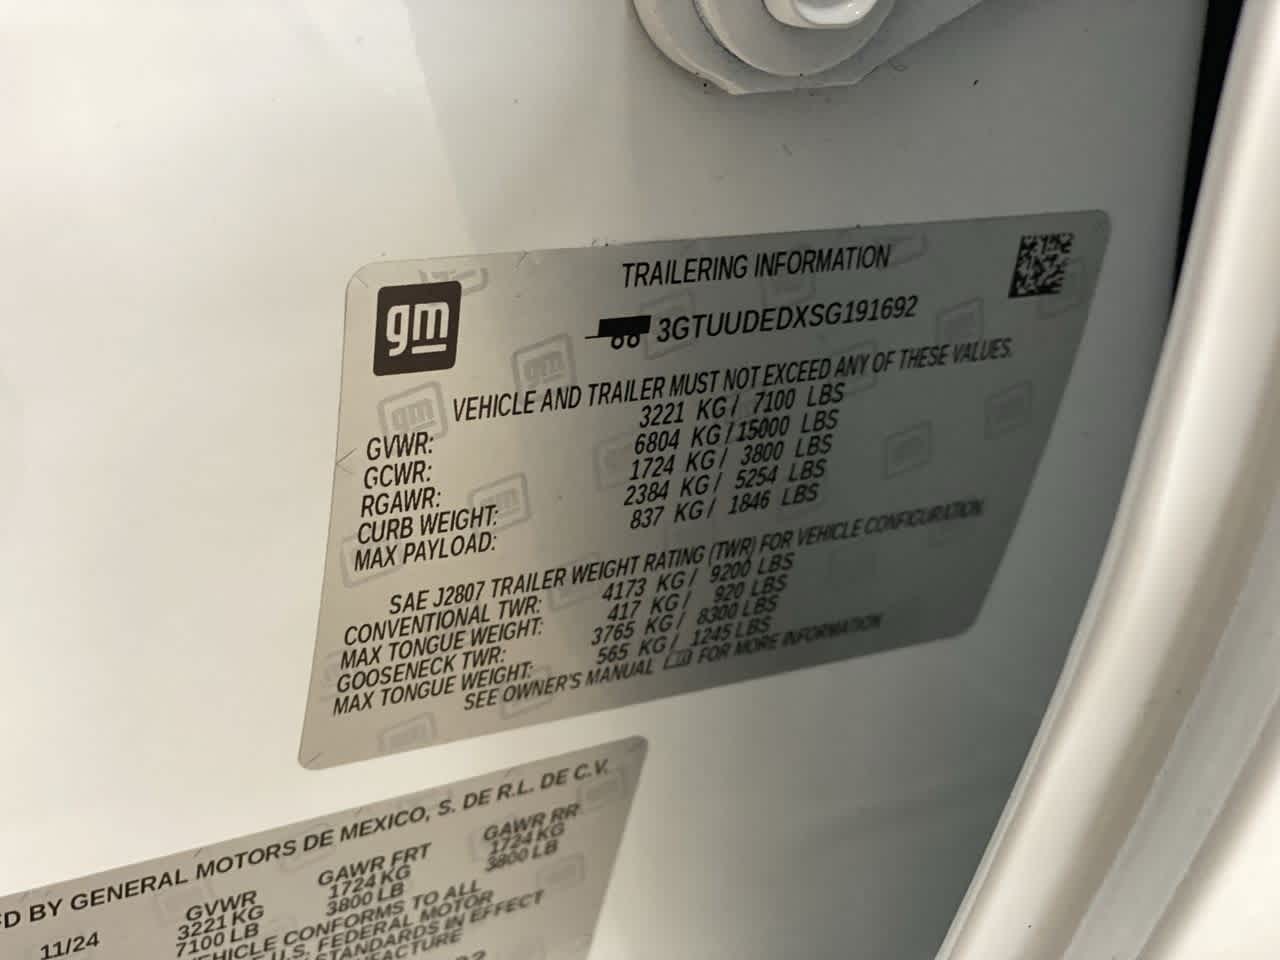 gm
TRAILERING INFORMATION
3GTUUDEDXSG191692
VEHICLE AND TRAILER MUST NOT EXCEED ANY OF THESE VALUES.
GVWR: 3221 KG/ 7100 LBS
GCWR: 6804 KG/15000 LBS
RGAWR: 1724 KG/ 3800 LBS
CURB WEIGHT: 2384 KG/ 5254 LBS
MAX PAYLOAD: 837 KG/ 1846 LBS
SAE J2807 TRAILER WEIGHT RATING (TWR) FOR VEHICLE CONFIGURATION
CONVENTIONAL TWR: 4173 KG/ 9200 LBS
MAX TONGUE WEIGHT: 417 KG/ 920 LBS
GOOSENECK TWR: 3765 KG/ 8300 LBS
MAX TONGUE WEIGHT: 565 KG/ 1245 LBS
SEE OWNER'S MANUAL FOR MORE INFORMATION
D BY GENERAL MOTORS DE MEXICO, S. DE R.L. DE C.V.
11/24 GVWR GAWR FRT GAWR RR
3221 KG 1724 KG 1724 KG
7100 LB 3800 LB 3800 LB
HICLE CONFORMS TO ALL
U.S. FEDERAL MOTOR
STANDARDS IN EFFECT
FACTURE